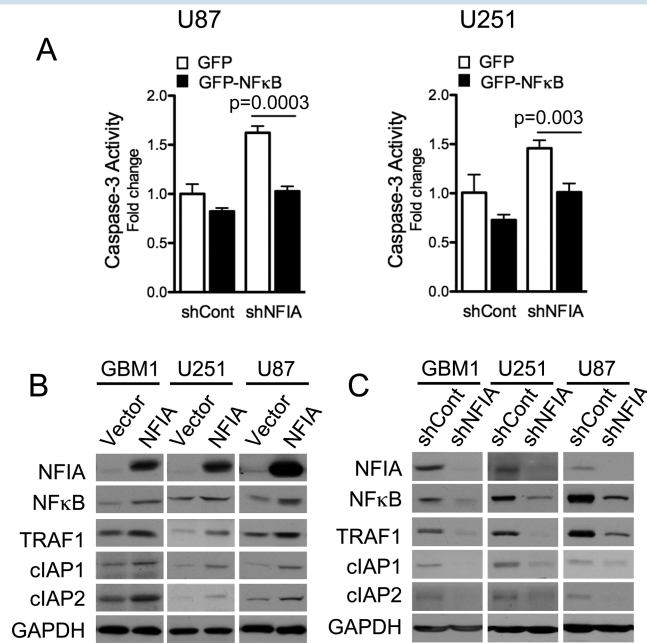 U87 U251
A
GFP
GFP-NFκB
p=0.0003
2.0
1.5
1.0
0.5
0.0
Caspase-3 Activity
Fold change
shCont shNFIA
GFP
GFP-NFκB
p=0.003
2.0
1.5
1.0
0.5
0.0
Caspase-3 Activity
Fold change
shCont shNFIA
B
GBM1 U251 U87
Vector NFIA Vector NFIA Vector NFIA
NFIA
NFκB
TRAF1
cIAP1
cIAP2
GAPDH
C
GBM1 U251 U87
shCont shNFIA shCont shNFIA shCont shNFIA
NFIA
NFκB
TRAF1
cIAP1
cIAP2
GAPDH